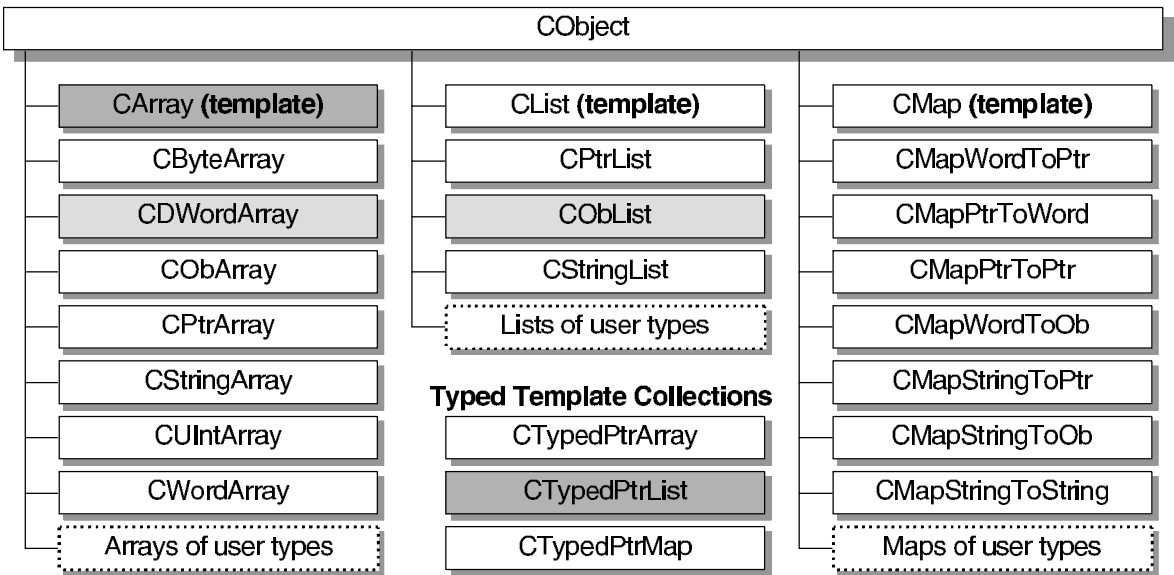 CObject
CArray (template)
CByteArray
CDWordArray
CObArray
CPtrArray
CStringArray
CUIntArray
CWordArray
Arrays of user types
CList (template)
CPtrList
CObList
CStringList
Lists of user types
Typed Template Collections
CTypedPtrArray
CTypedPtrList
CTypedPtrMap
CMap (template)
CMapWordToPtr
CMapPtrToWord
CMapPtrToPtr
CMapWordToOb
CMapStringToPtr
CMapStringToOb
CMapStringToString
Maps of user types